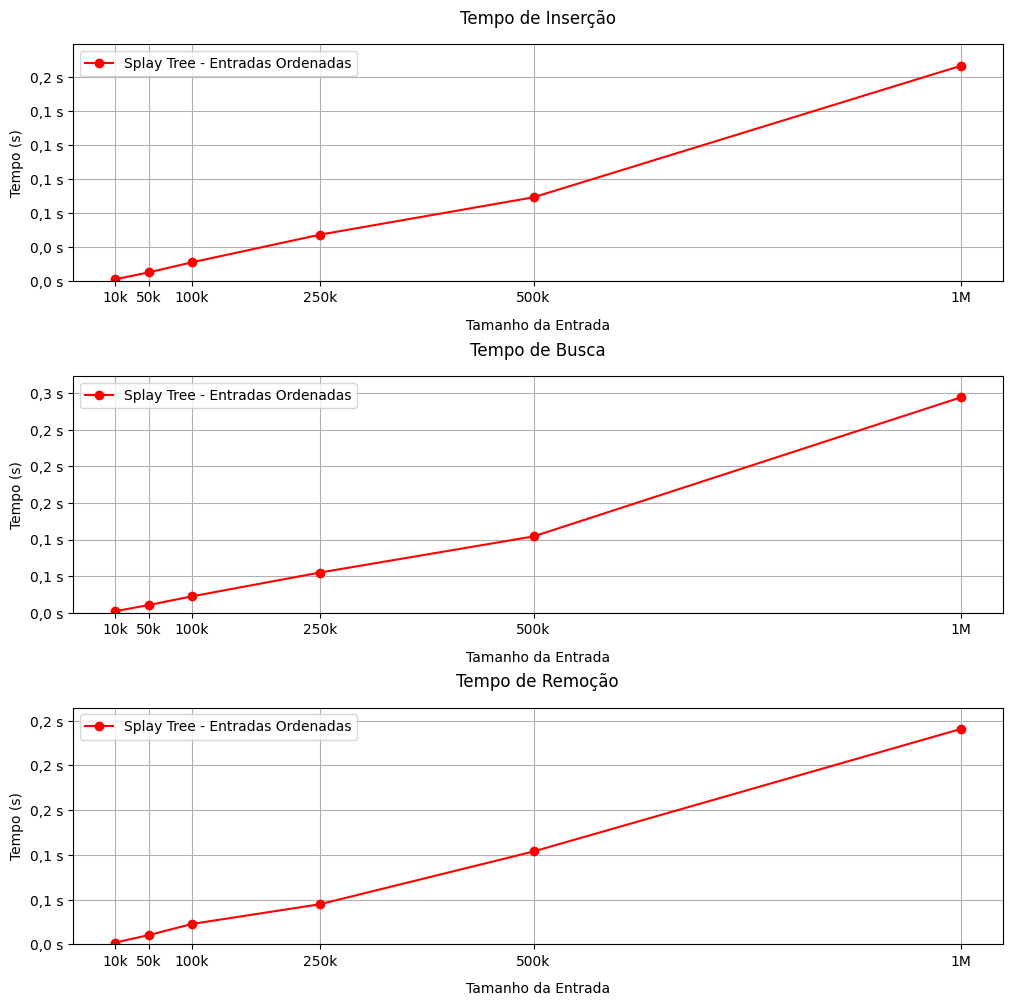 Tempo de Inserção
Splay Tree - Entradas Ordenadas
0,2 s
0,1 s
0,1 s
0,1 s
0,1 s
0,0 s
0,0 s
Tempo (s)
10k 50k 100k 250k 500k 1M
Tamanho da Entrada
Tempo de Busca
Splay Tree - Entradas Ordenadas
0,3 s
0,2 s
0,2 s
0,2 s
0,1 s
0,1 s
0,0 s
Tempo (s)
10k 50k 100k 250k 500k 1M
Tamanho da Entrada
Tempo de Remoção
Splay Tree - Entradas Ordenadas
0,2 s
0,2 s
0,2 s
0,1 s
0,1 s
0,0 s
Tempo (s)
10k 50k 100k 250k 500k 1M
Tamanho da Entrada